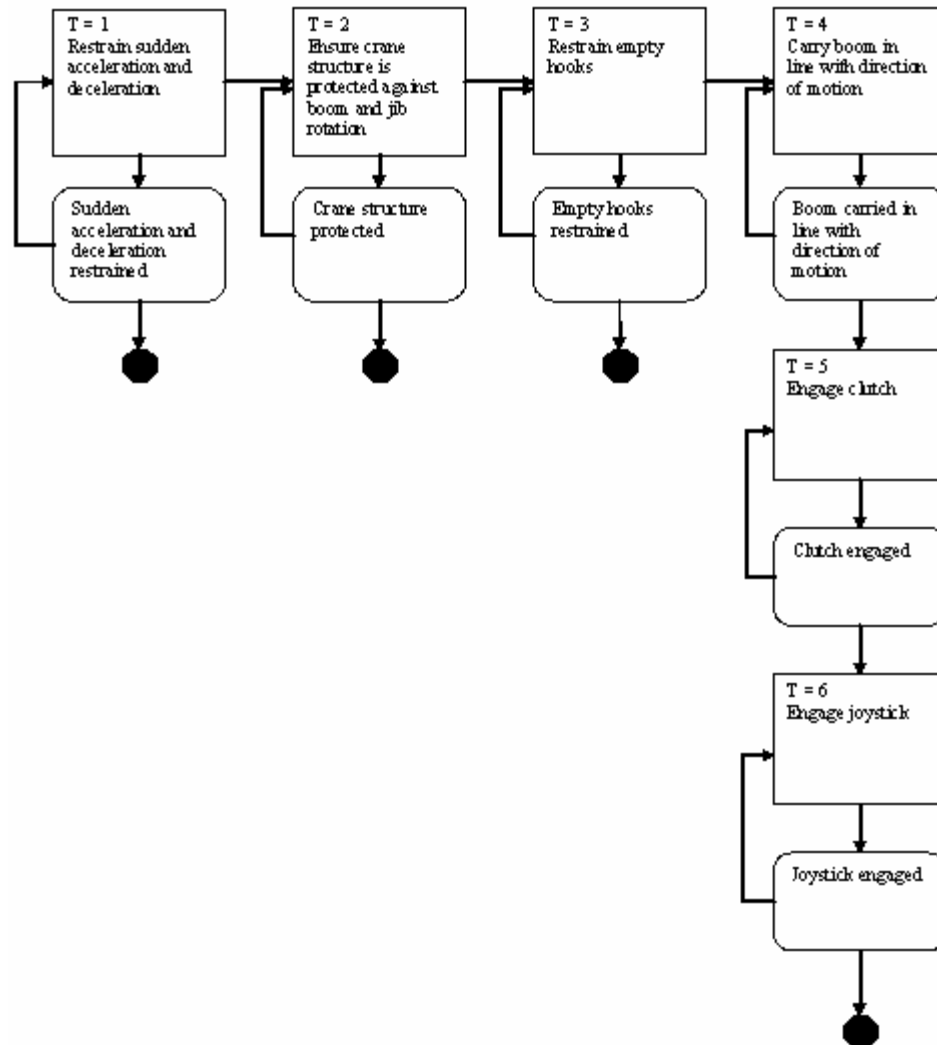 T = 1
Restrain sudden
acceleration and
deceleration
T = 2
Ensure crane
structure is
protected against
boom and jib
rotation
T = 3
Restrain empty
hooks
T = 4
Carry boom in
line with direction
of motion
Sudden
acceleration and
deceleration
restrained
Crane structure
protected
Empty hooks
restrained
Boom carried in
line with
direction of
motion
T = 5
Engage clutch
Clutch engaged
T = 6
Engage joystick
Joystick engaged